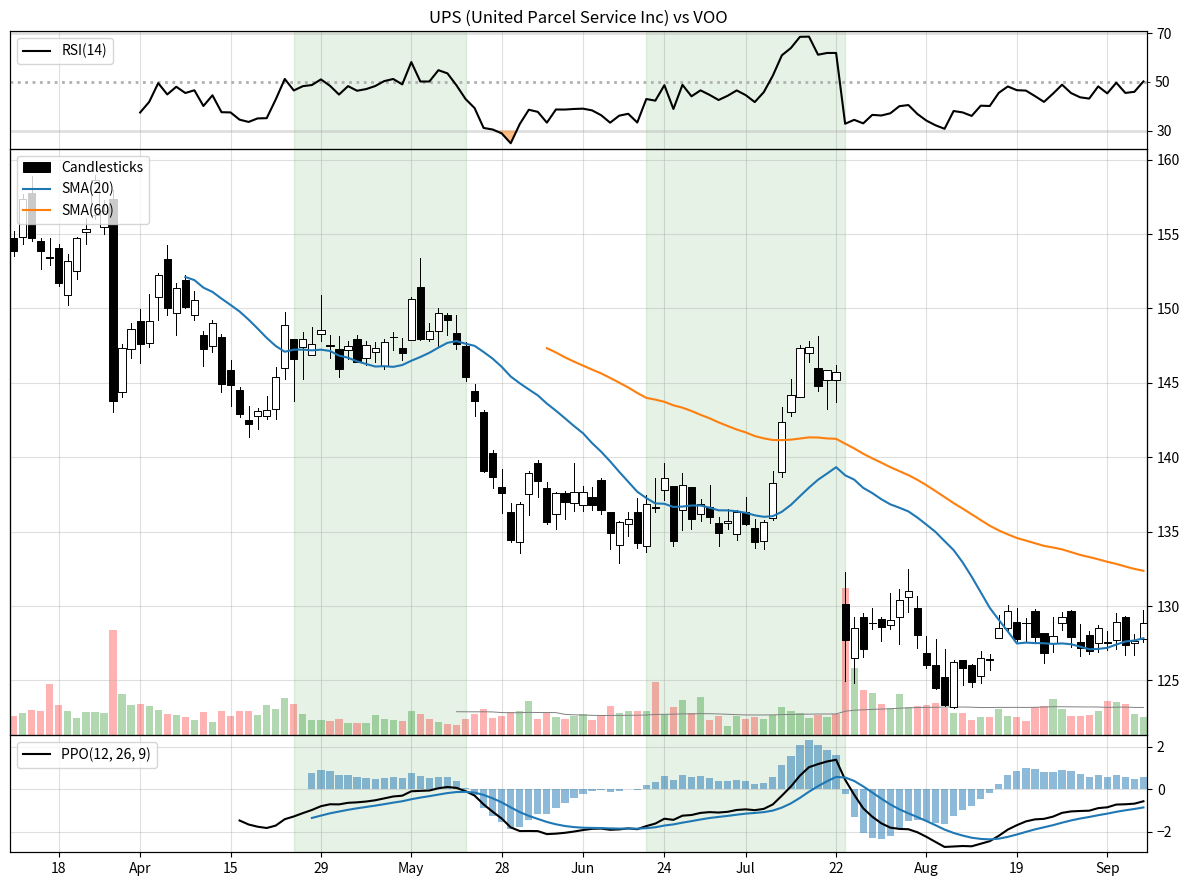 UPS (United Parcel Service Inc) vs VOO
RSI(14)
70
50
30
Candlesticks
SMA(20)
SMA(60)
160
155
150
145
140
135
130
125
PPO(12, 26, 9)
2
0
−2
18 Apr 15 29 May 28 Jun 24 Jul 22 Aug 19 Sep